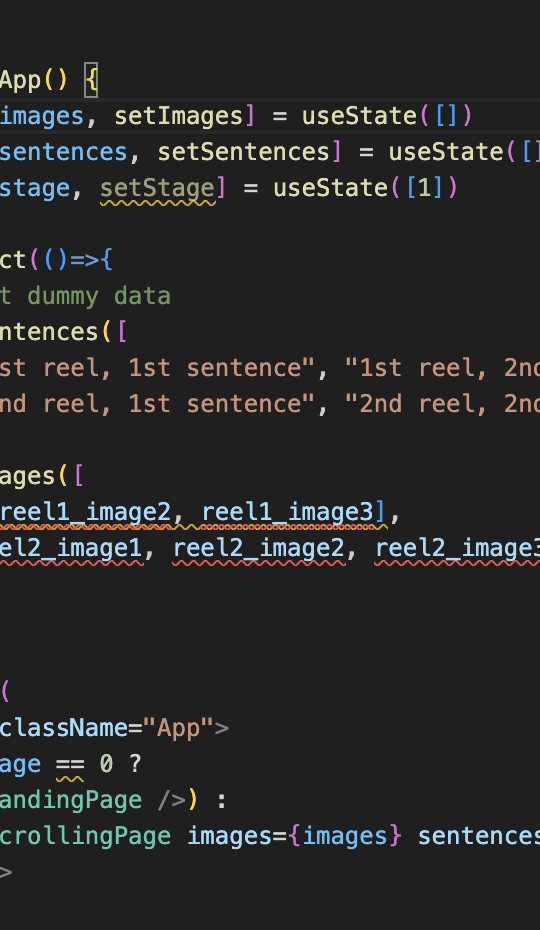 App() {
images, setImages] = useState([])
sentences, setSentences] = useState([]
stage, setStage] = useState([1])
ct(()=>{
t dummy data
ntences([
st reel, 1st sentence", "1st reel, 2nd
nd reel, 1st sentence", "2nd reel, 2nd
ages([
reel1_image2, reel1_image3],
el2_image1, reel2_image2, reel2_image3
(
className="App">
age == 0 ?
andingPage />) :
crollingPage images={images} sentences
>